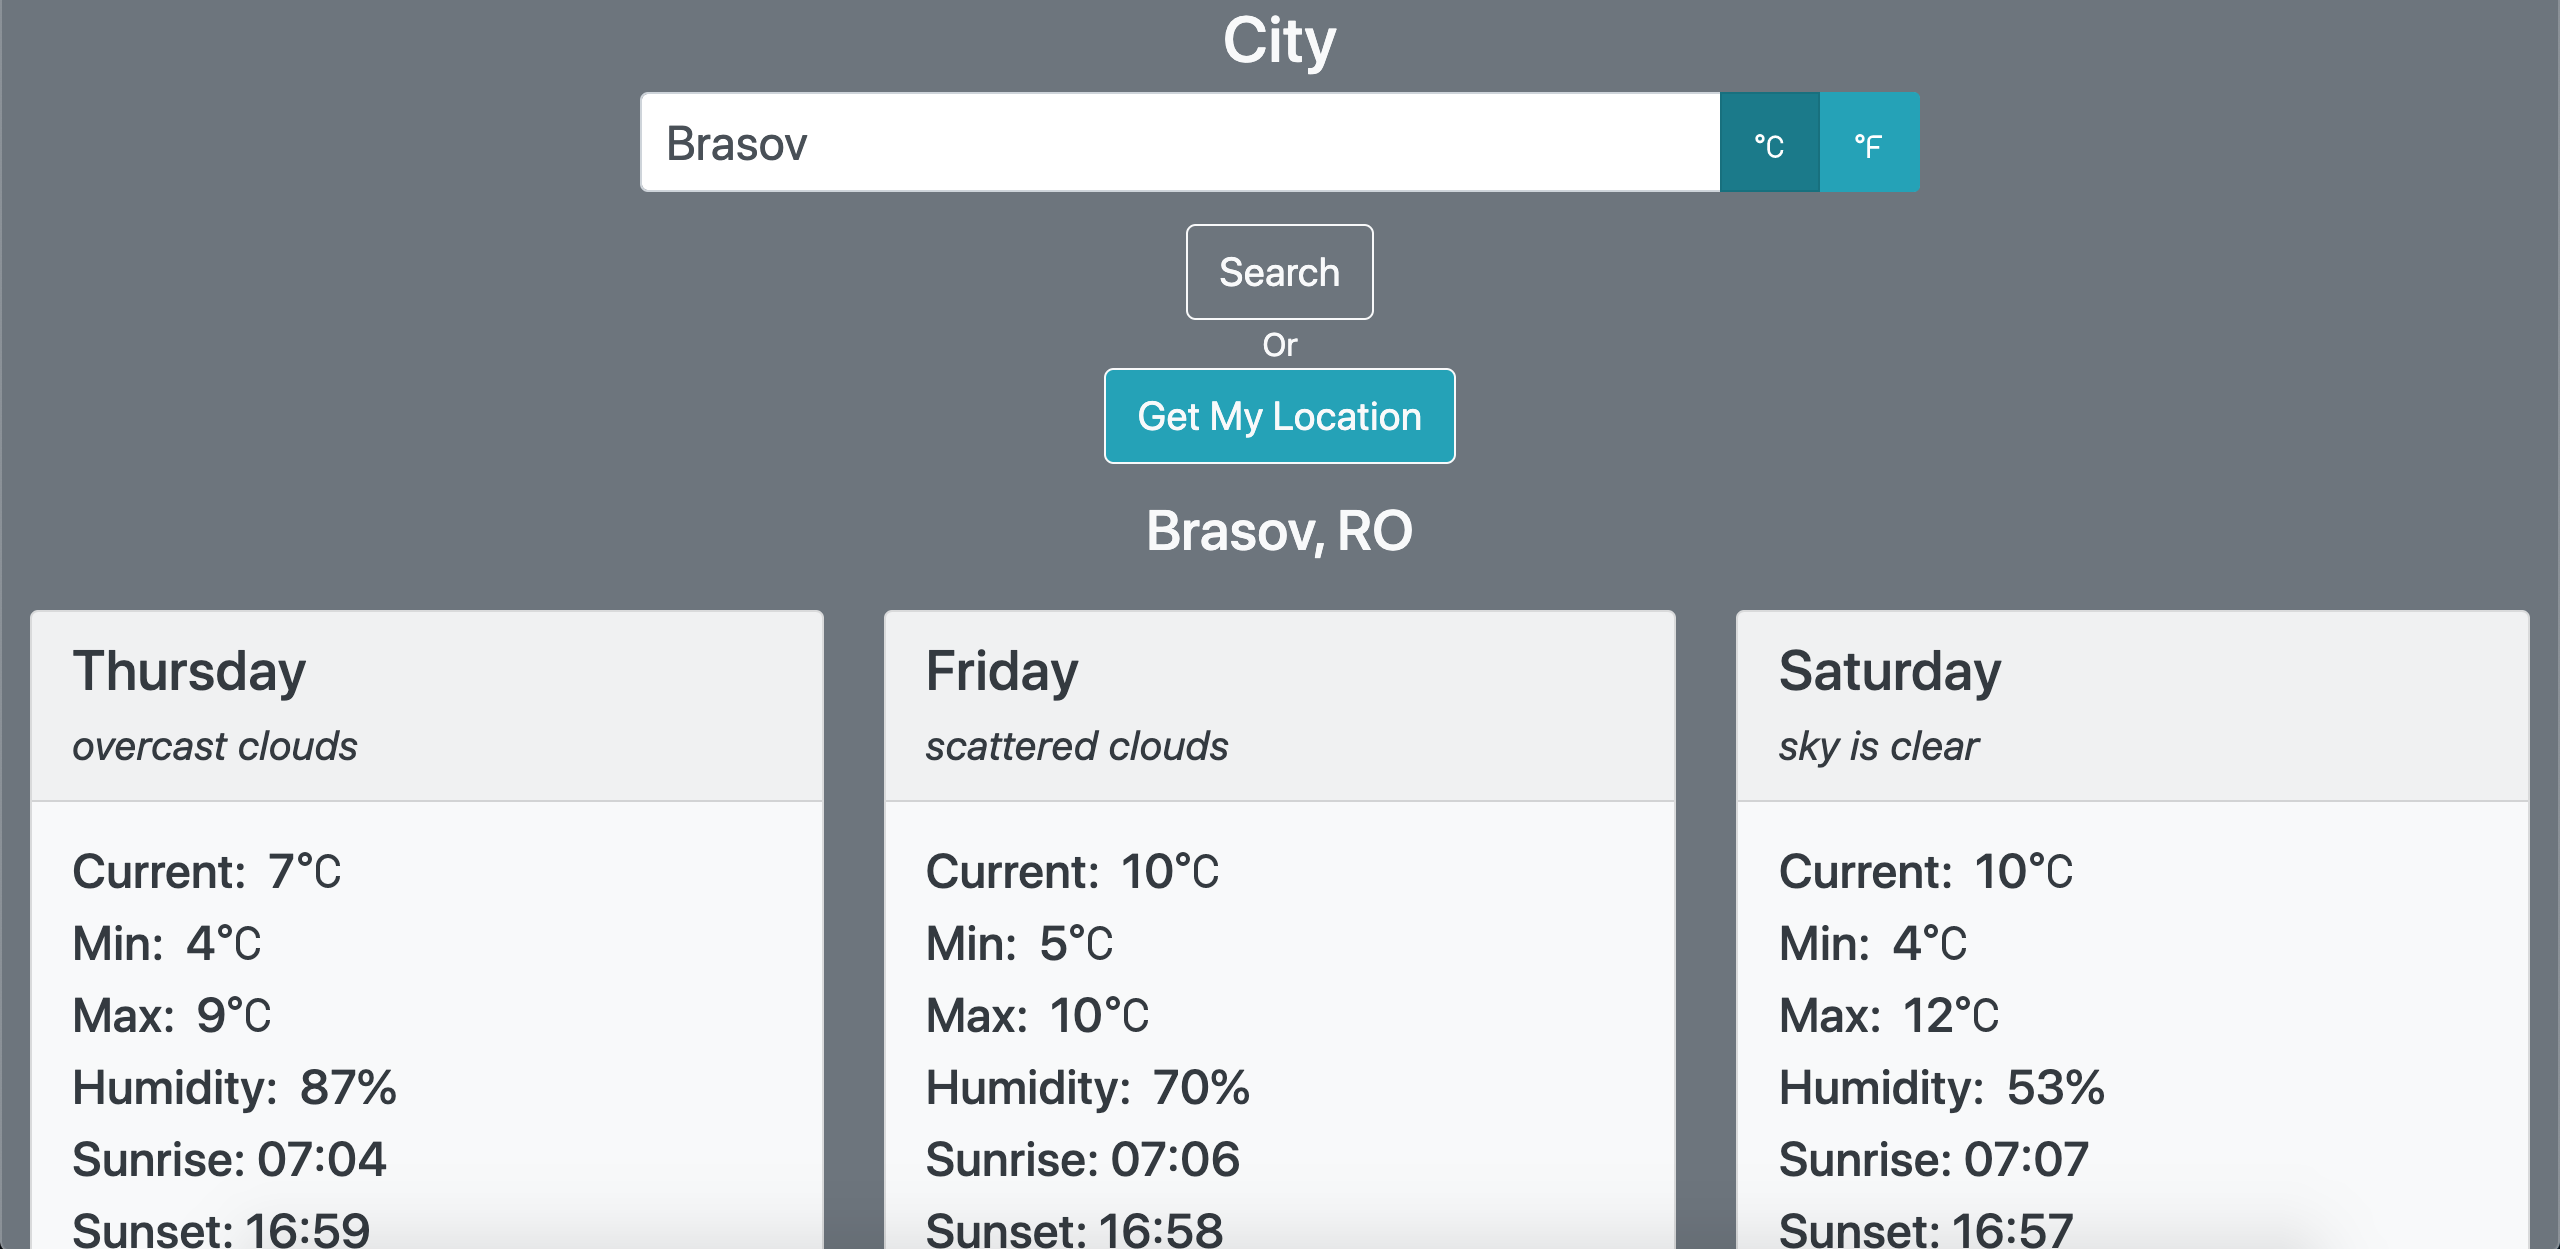 City
Brasov
°C
°F
Search
Or
Get My Location
Brasov, RO
Thursday
overcast clouds
Current: 7°C
Min: 4°C
Max: 9°C
Humidity: 87%
Sunrise: 07:04
Sunset: 16:59
Friday
scattered clouds
Current: 10°C
Min: 5°C
Max: 10°C
Humidity: 70%
Sunrise: 07:06
Sunset: 16:58
Saturday
sky is clear
Current: 10°C
Min: 4°C
Max: 12°C
Humidity: 53%
Sunrise: 07:07
Sunset: 16:57